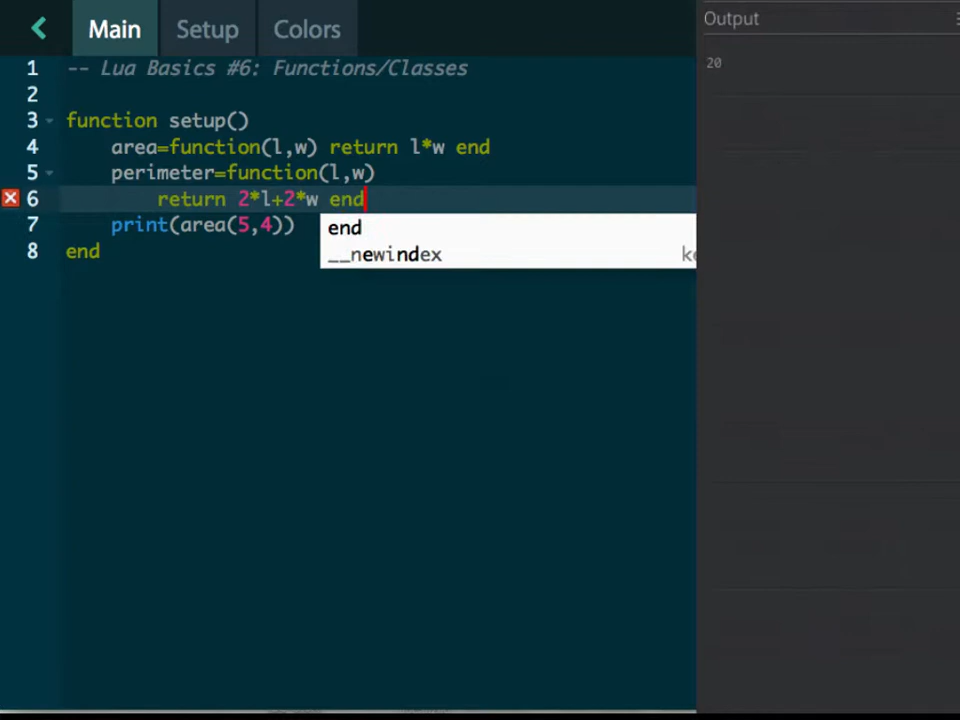 Main Setup Colors
Output
20
1 -- Lua Basics #6: Functions/Classes
2
3 function setup()
4 area=function(l,w) return l*w end
5 perimeter=function(l,w)
6 return 2*l+2*w end
7 print(area(5,4))
8 end
end
__newindex ke